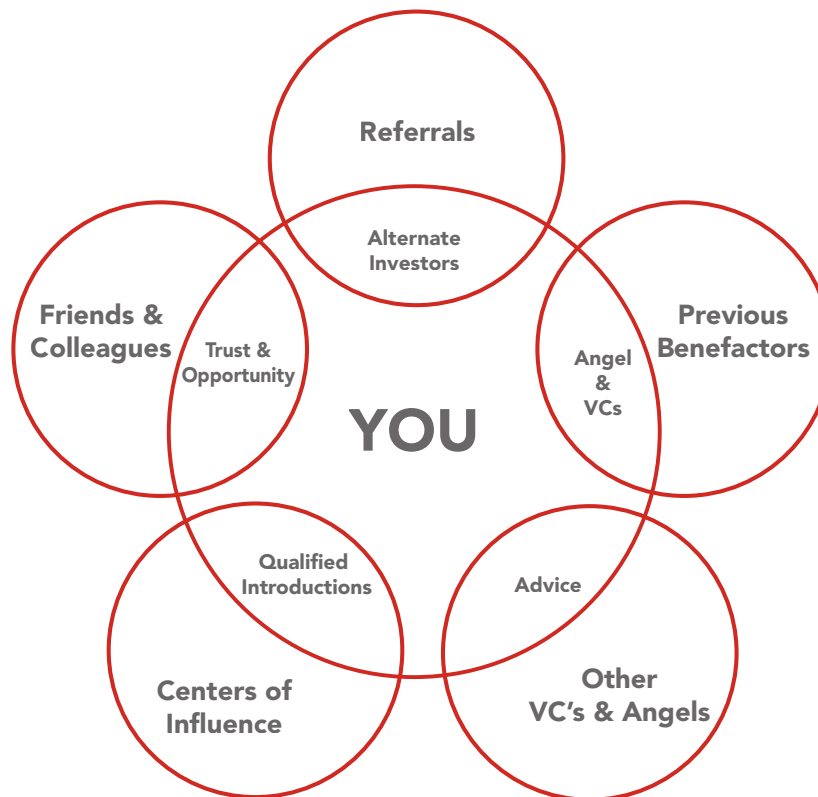 Referrals
Alternate
Investors
Friends &
Colleagues
Trust &
Opportunity
Previous
Benefactors
Angel
&
VCs
YOU
Qualified
Introductions
Advice
Centers of
Influence
Other
VC's & Angels